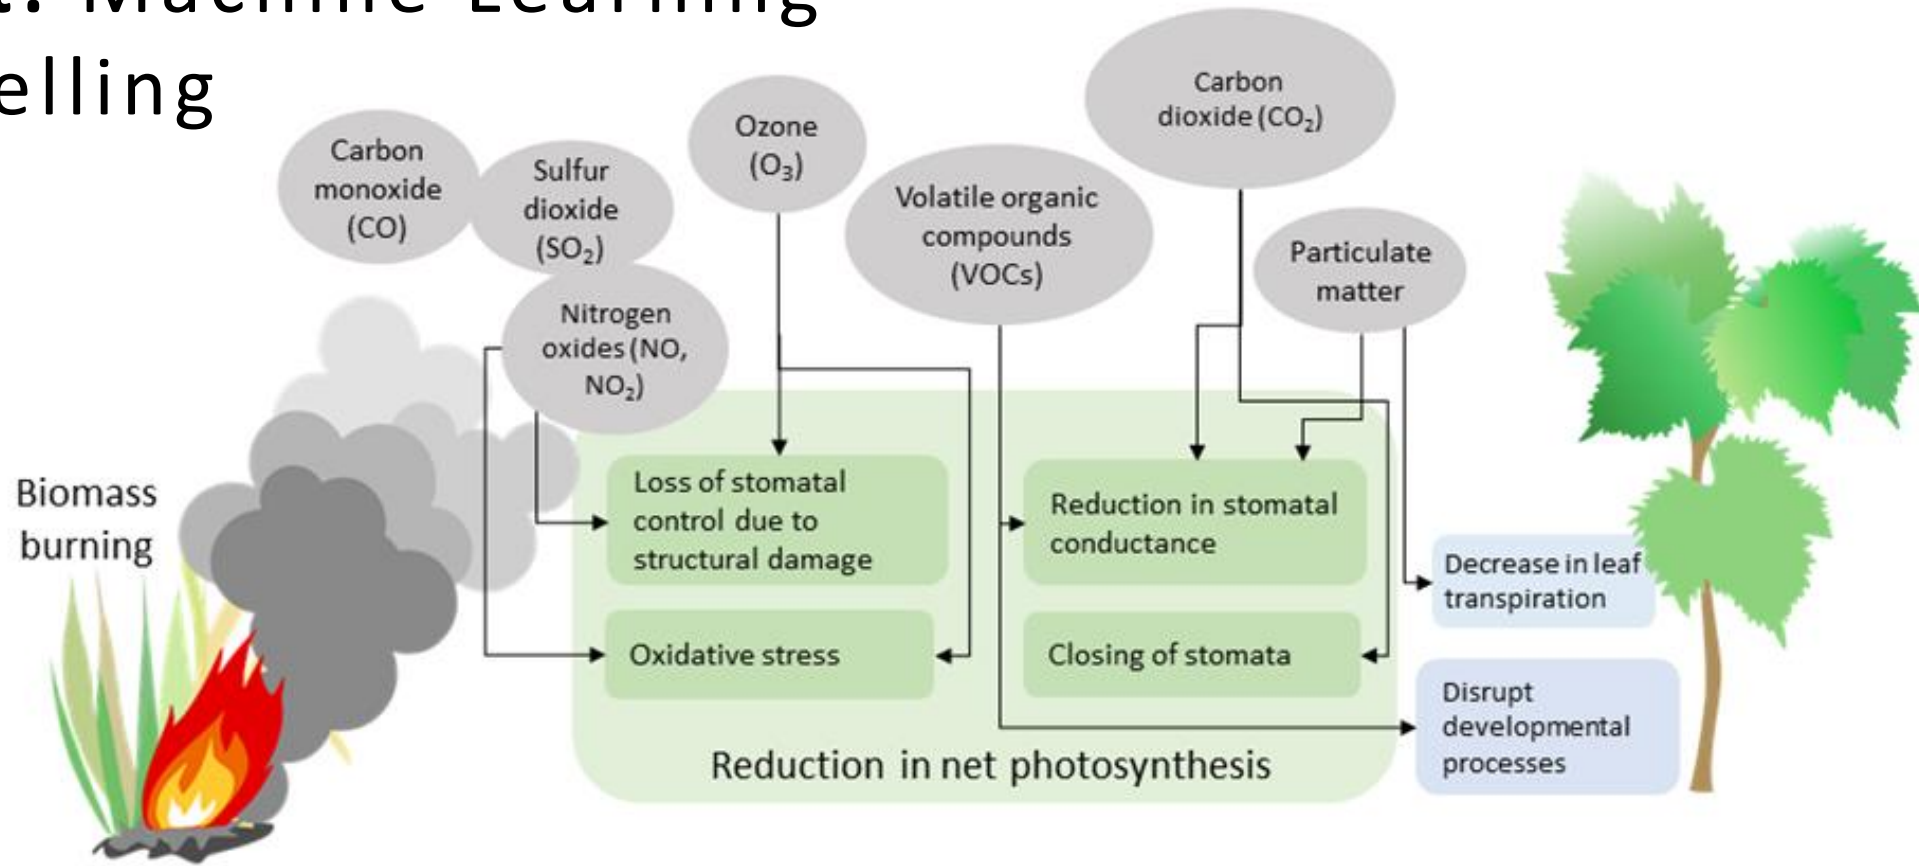 Machine Learning
elling
Carbon
monoxide
(CO)
Sulfur
dioxide
(SO₂)
Nitrogen
oxides (NO,
NO₂)
Ozone
(O₃)
Volatile organic
compounds
(VOCs)
Carbon
dioxide (CO₂)
Particulate
matter
Biomass
burning
Loss of stomatal
control due to
structural damage
Oxidative stress
Reduction in stomatal
conductance
Closing of stomata
Reduction in net photosynthesis
Decrease in leaf
transpiration
Disrupt
developmental
processes